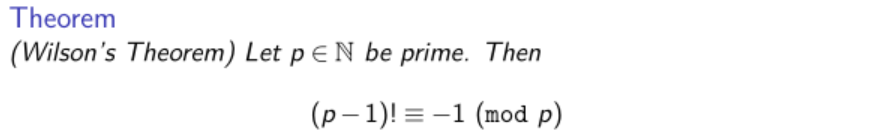 Theorem
(Wilson's Theorem) Let p ∈ ℕ be prime. Then
(p − 1)! ≡ −1 (mod p)